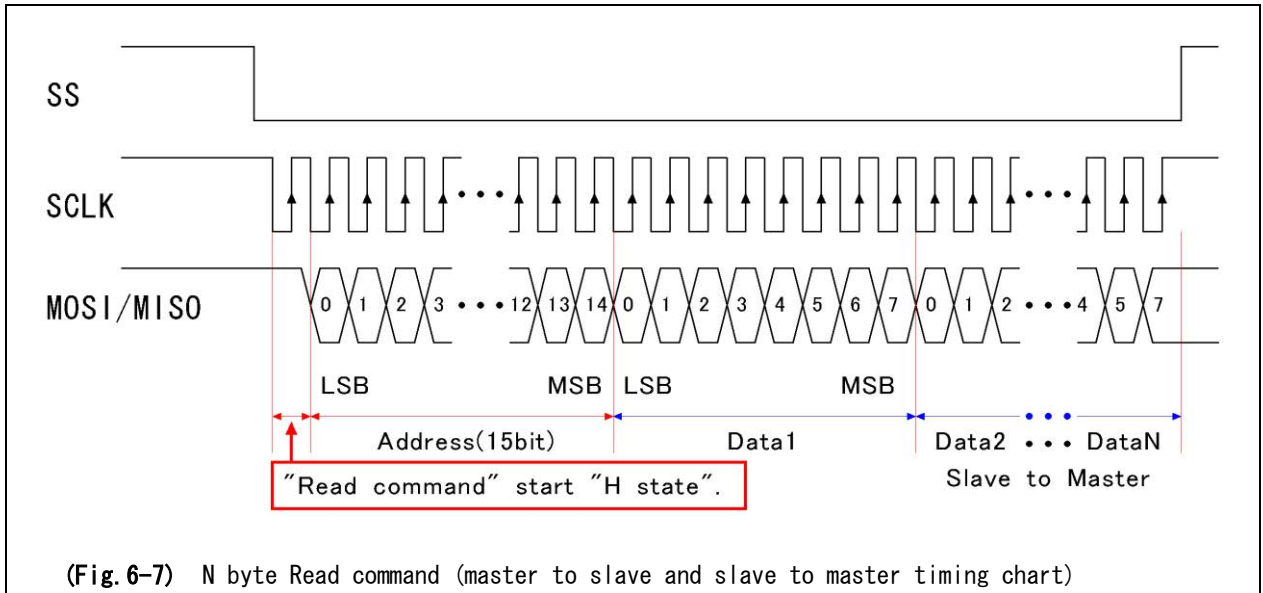 SS
SCLK
MOSI/MISO
0 1 2 3 • • • 12 13 14 0 1 2 3 4 5 6 7 0 1 2 • • • 4 5 7
LSB MSB LSB MSB
Address(15bit) Data1 Data2 • • • DataN
"Read command" start "H state".
Slave to Master
(Fig. 6-7) N byte Read command (master to slave and slave to master timing chart)